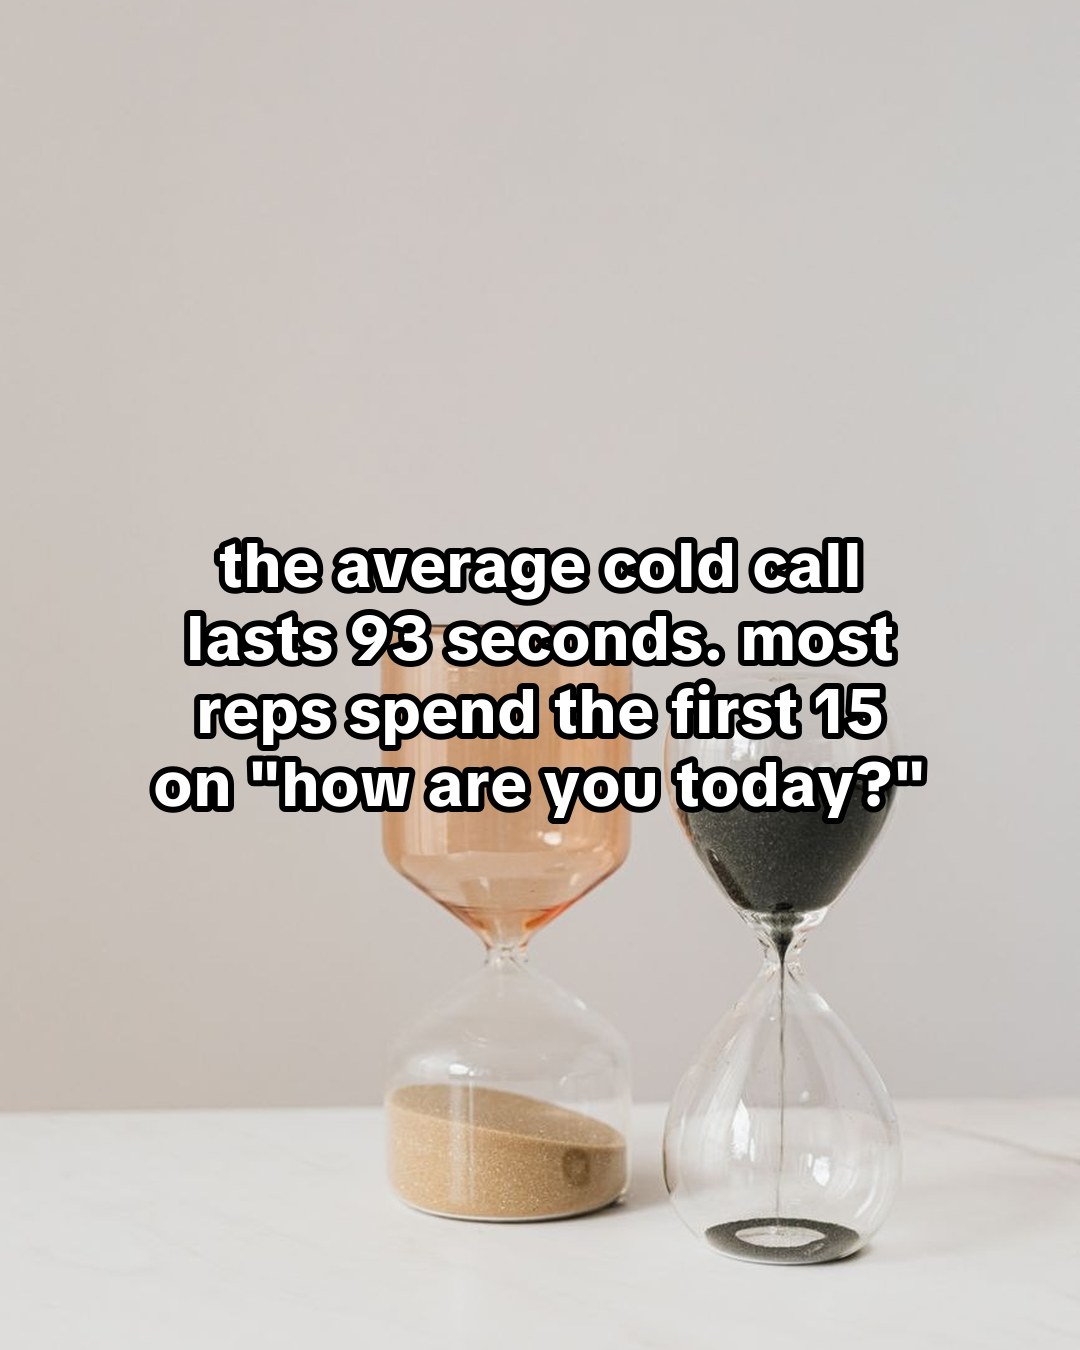 the average cold call
lasts 93 seconds. most
reps spend the first 15
on "how are you today?"